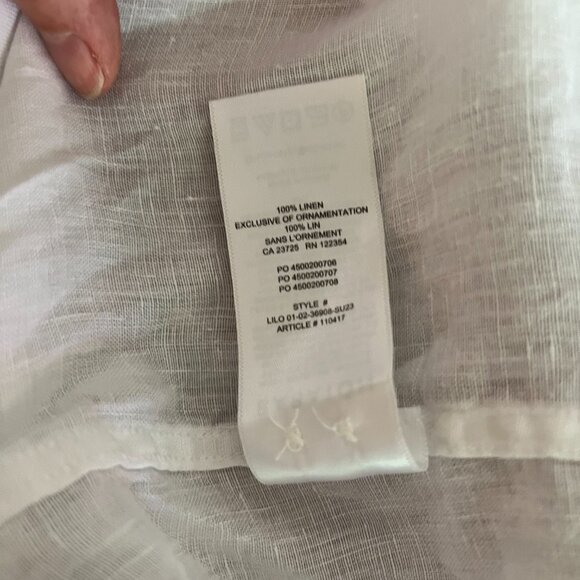 100% LINEN
EXCLUSIVE OF ORNAMENTATION
100% LIN
SANS L'ORNEMENT
CA 23725 RN 122354
PO 4500200706
PO 4500200707
PO 4500200708
STYLE #
LILO 01-02-36908-SU23
ARTICLE # 110417